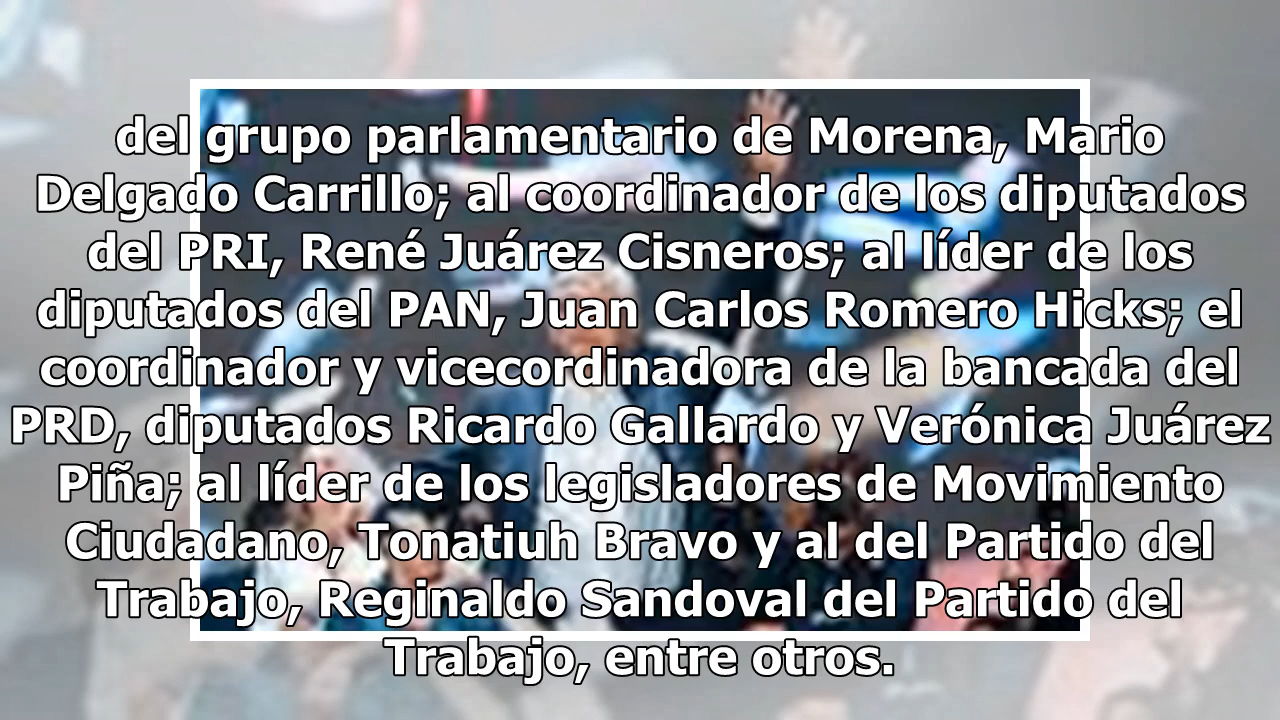 del grupo parlamentario de Morena, Mario
Delgado Carrillo; al coordinador de los diputados
del PRI, René Juárez Cisneros; al líder de los
diputados del PAN, Juan Carlos Romero Hicks; el
coordinador y vicecordinadora de la bancada del
PRD, diputados Ricardo Gallardo y Verónica Juárez
Piña; al líder de los legisladores de Movimiento
Ciudadano, Tonatiuh Bravo y al del Partido del
Trabajo, Reginaldo Sandoval del Partido del
Trabajo, entre otros.